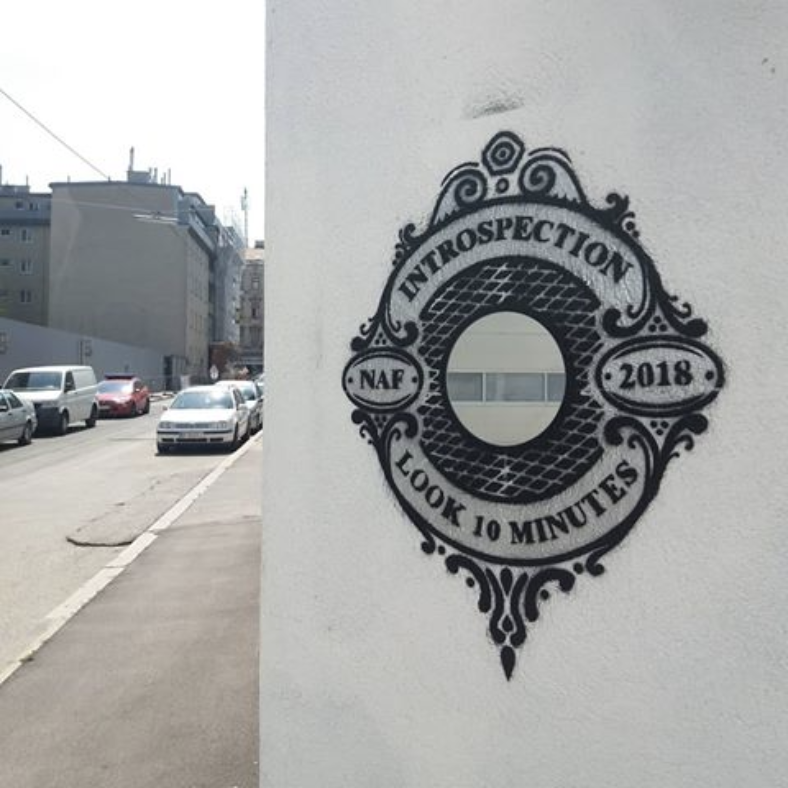 INTROSPECTION
NAF
2018
LOOK 10 MINUTES